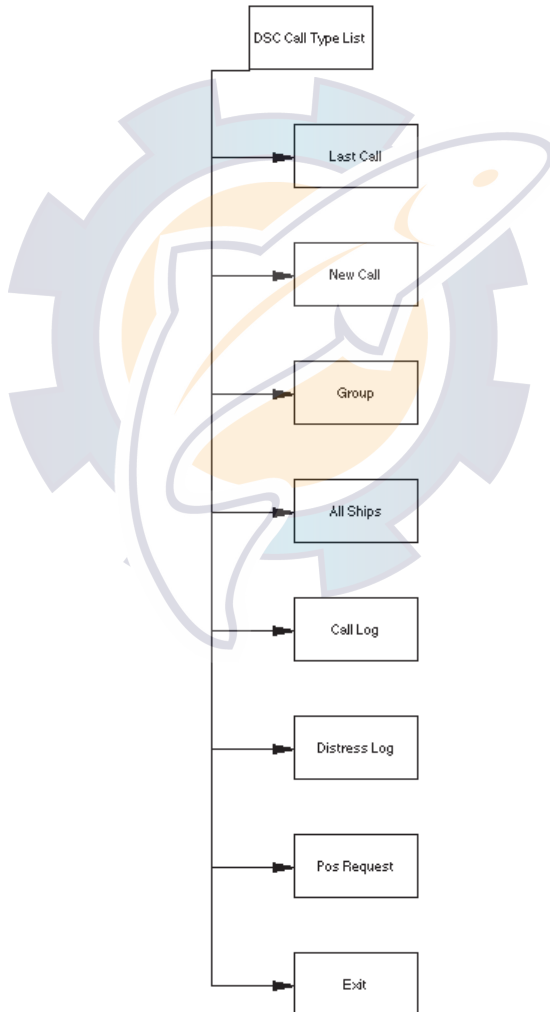 DSC Call Type List
Last Call
New Call
Group
All Ships
Call Log
Distress Log
Pos Request
Exit